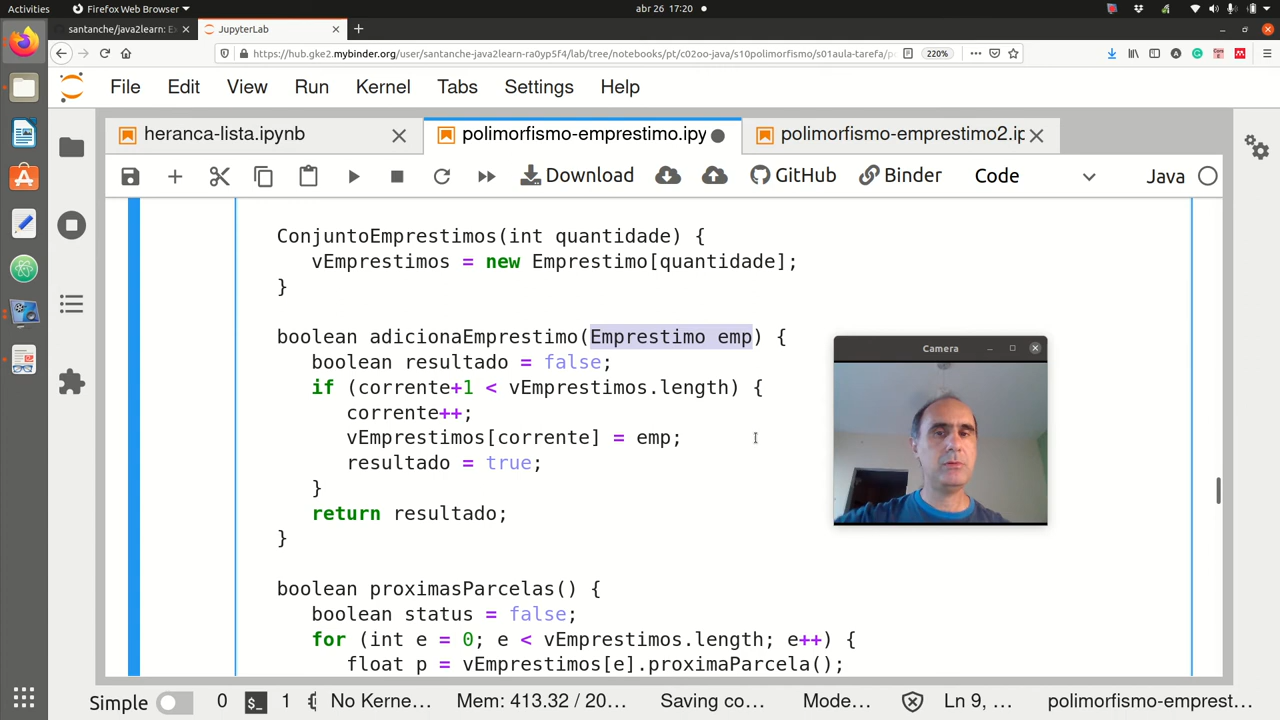 Activities
Firefox Web Browser
abr 26 17:20
santanche/java2learn: Ex
JupyterLab
https://hub.gke2.mybinder.org/user/santanche-java2learn-ra0yp5f4/lab/tree/notebooks/pt/c02oo-java/s10polimorfismo/s01aula-tarefa/p
220%
File Edit View Run Kernel Tabs Settings Help
heranca-lista.ipynb
polimorfismo-emprestimo.ipy
polimorfismo-emprestimo2.ip
Download
GitHub
Binder
Code
Java
ConjuntoEmprestimos(int quantidade) {
vEmprestimos = new Emprestimo[quantidade];
}
boolean adicionaEmprestimo(Emprestimo emp) {
boolean resultado = false;
if (corrente+1 < vEmprestimos.length) {
corrente++;
vEmprestimos[corrente] = emp;
resultado = true;
}
return resultado;
}
Camera
boolean proximasParcelas() {
boolean status = false;
for (int e = 0; e < vEmprestimos.length; e++) {
float p = vEmprestimos[e].proximaParcela();
Simple 0 $_ 1 No Kerne... Mem: 413.32 / 20... Saving co... Mode... Ln 9, ... polimorfismo-emprest...